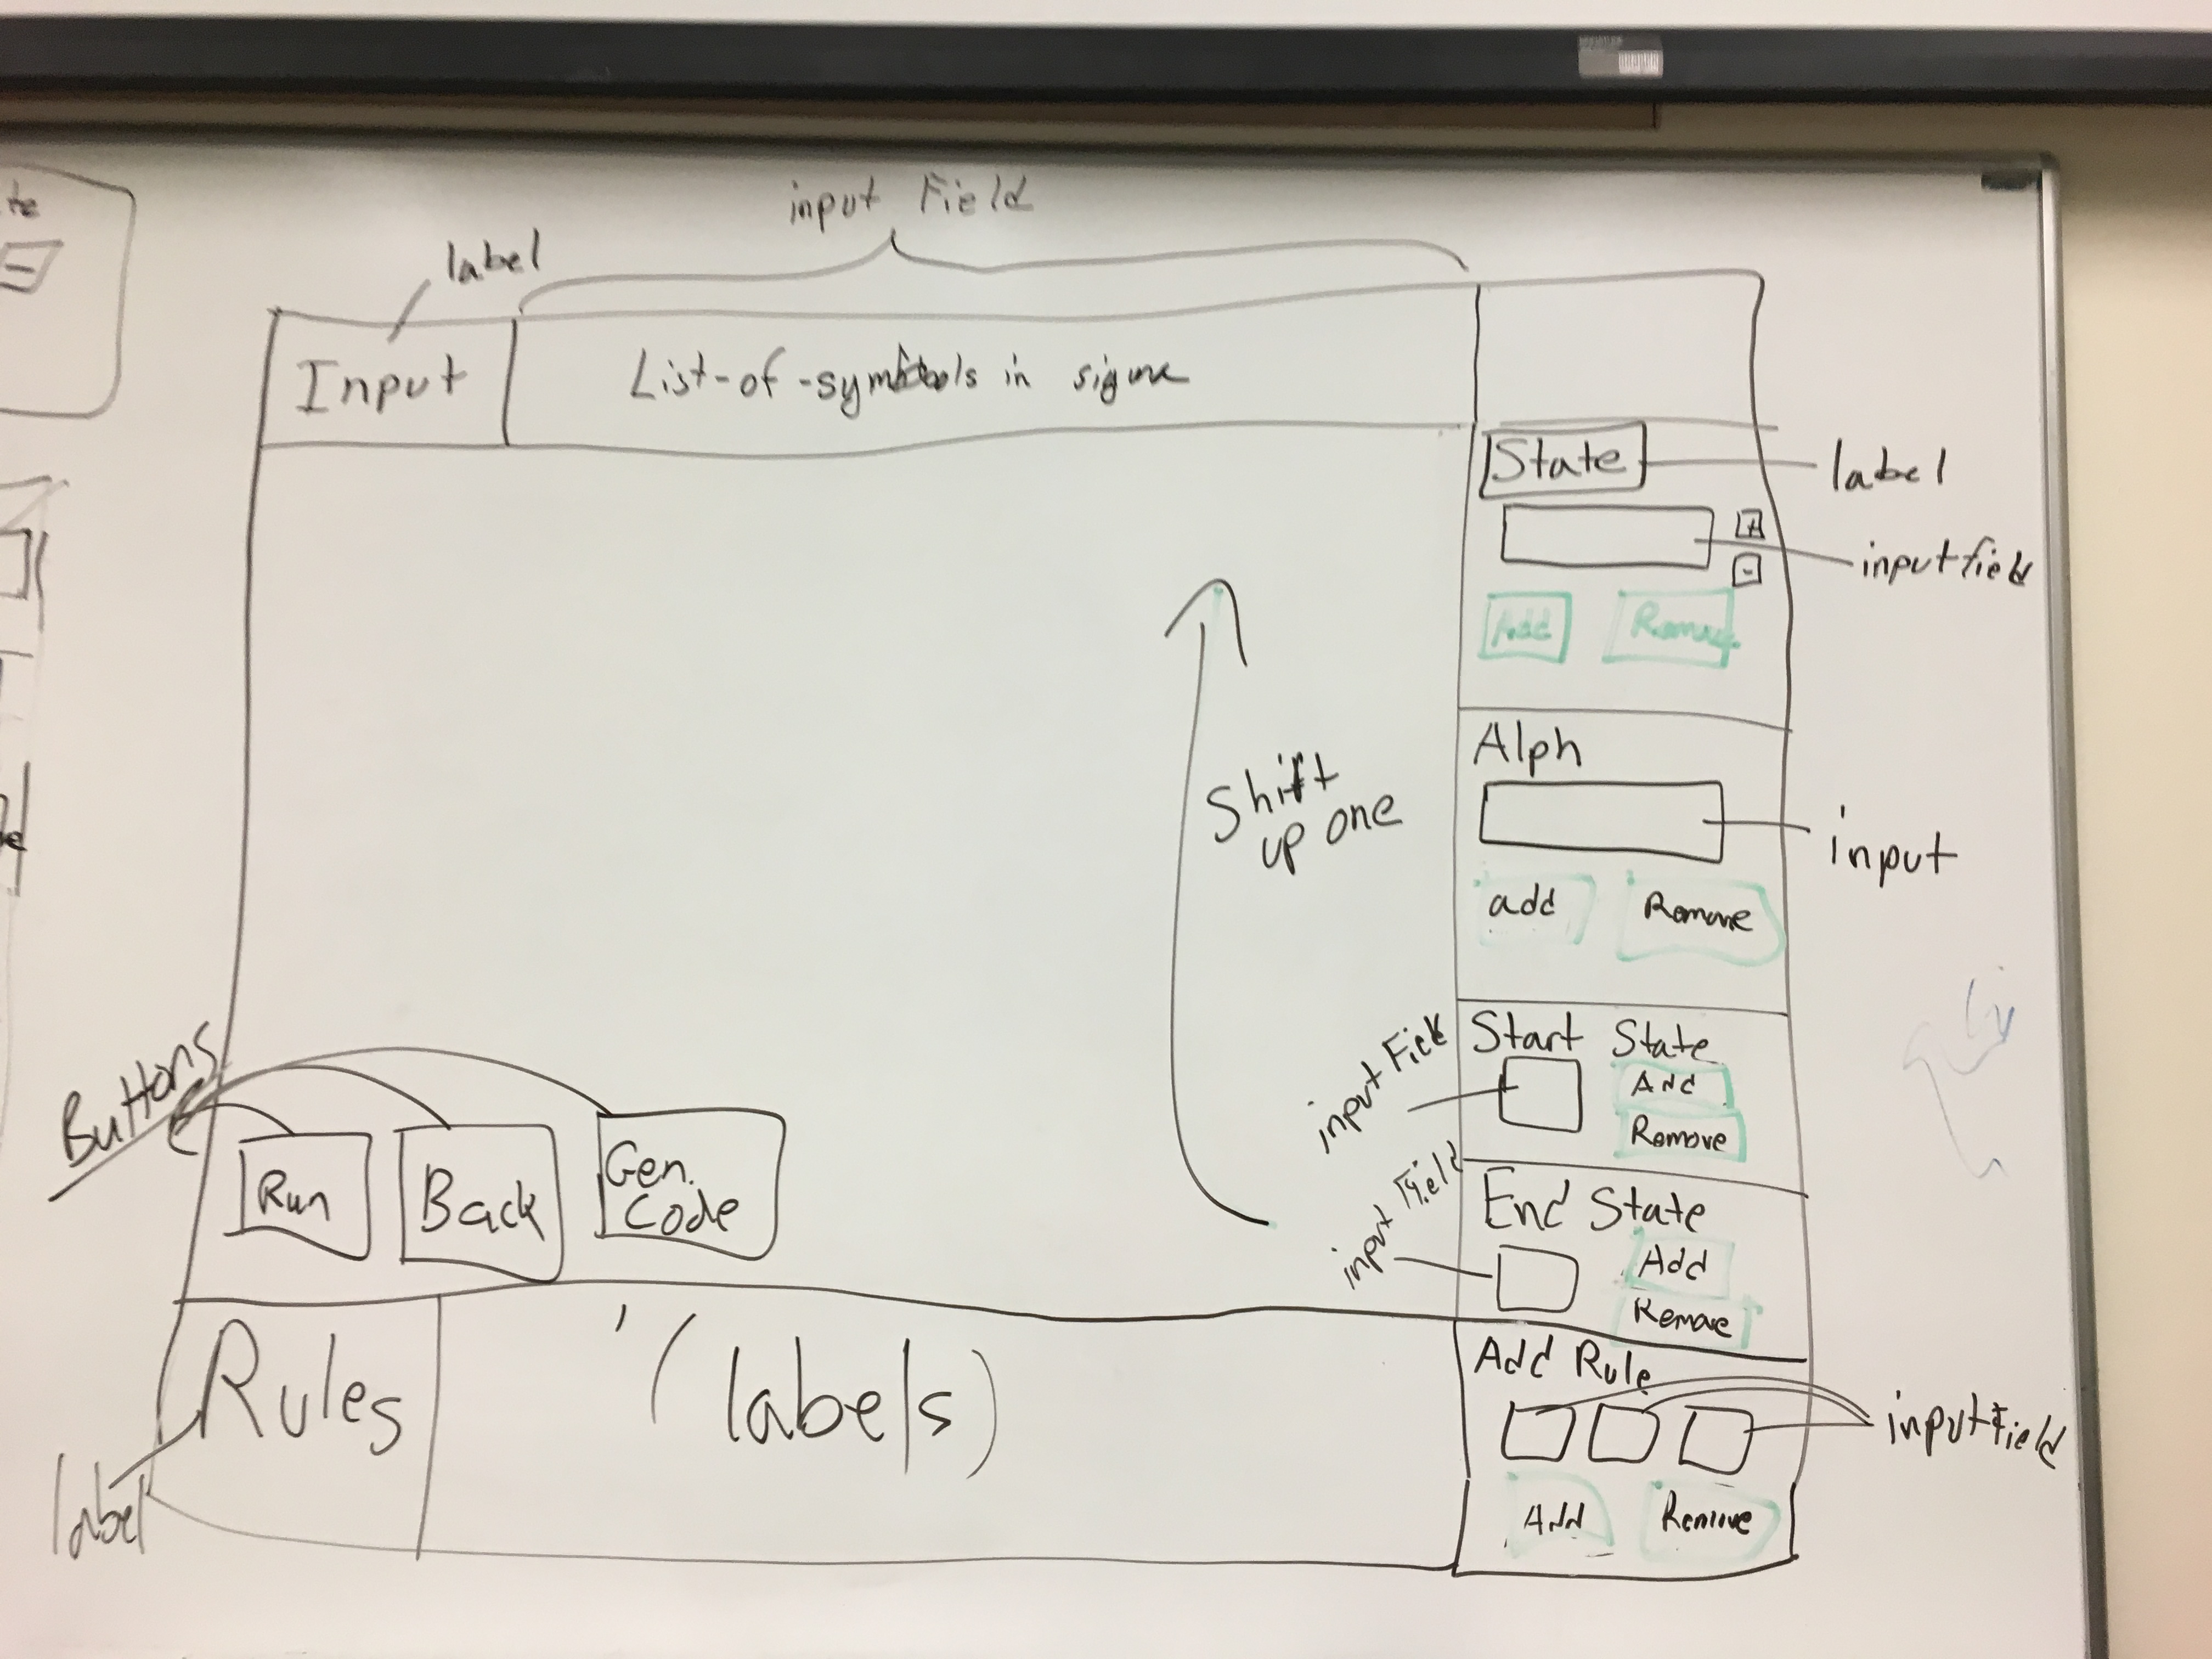 te
input Field
label
Input
List-of-symbols in sigma
State
label
+
-
inputfield
Add
Remove
Alph
Shift
up one
input
add
Remove
Start State
input Field
Add
Remove
Buttons
Run
Back
Gen.
Code
End State
input Field
Add
Remove
Rules
'( labels)
label
Add Rule
inputField
Add
Remove